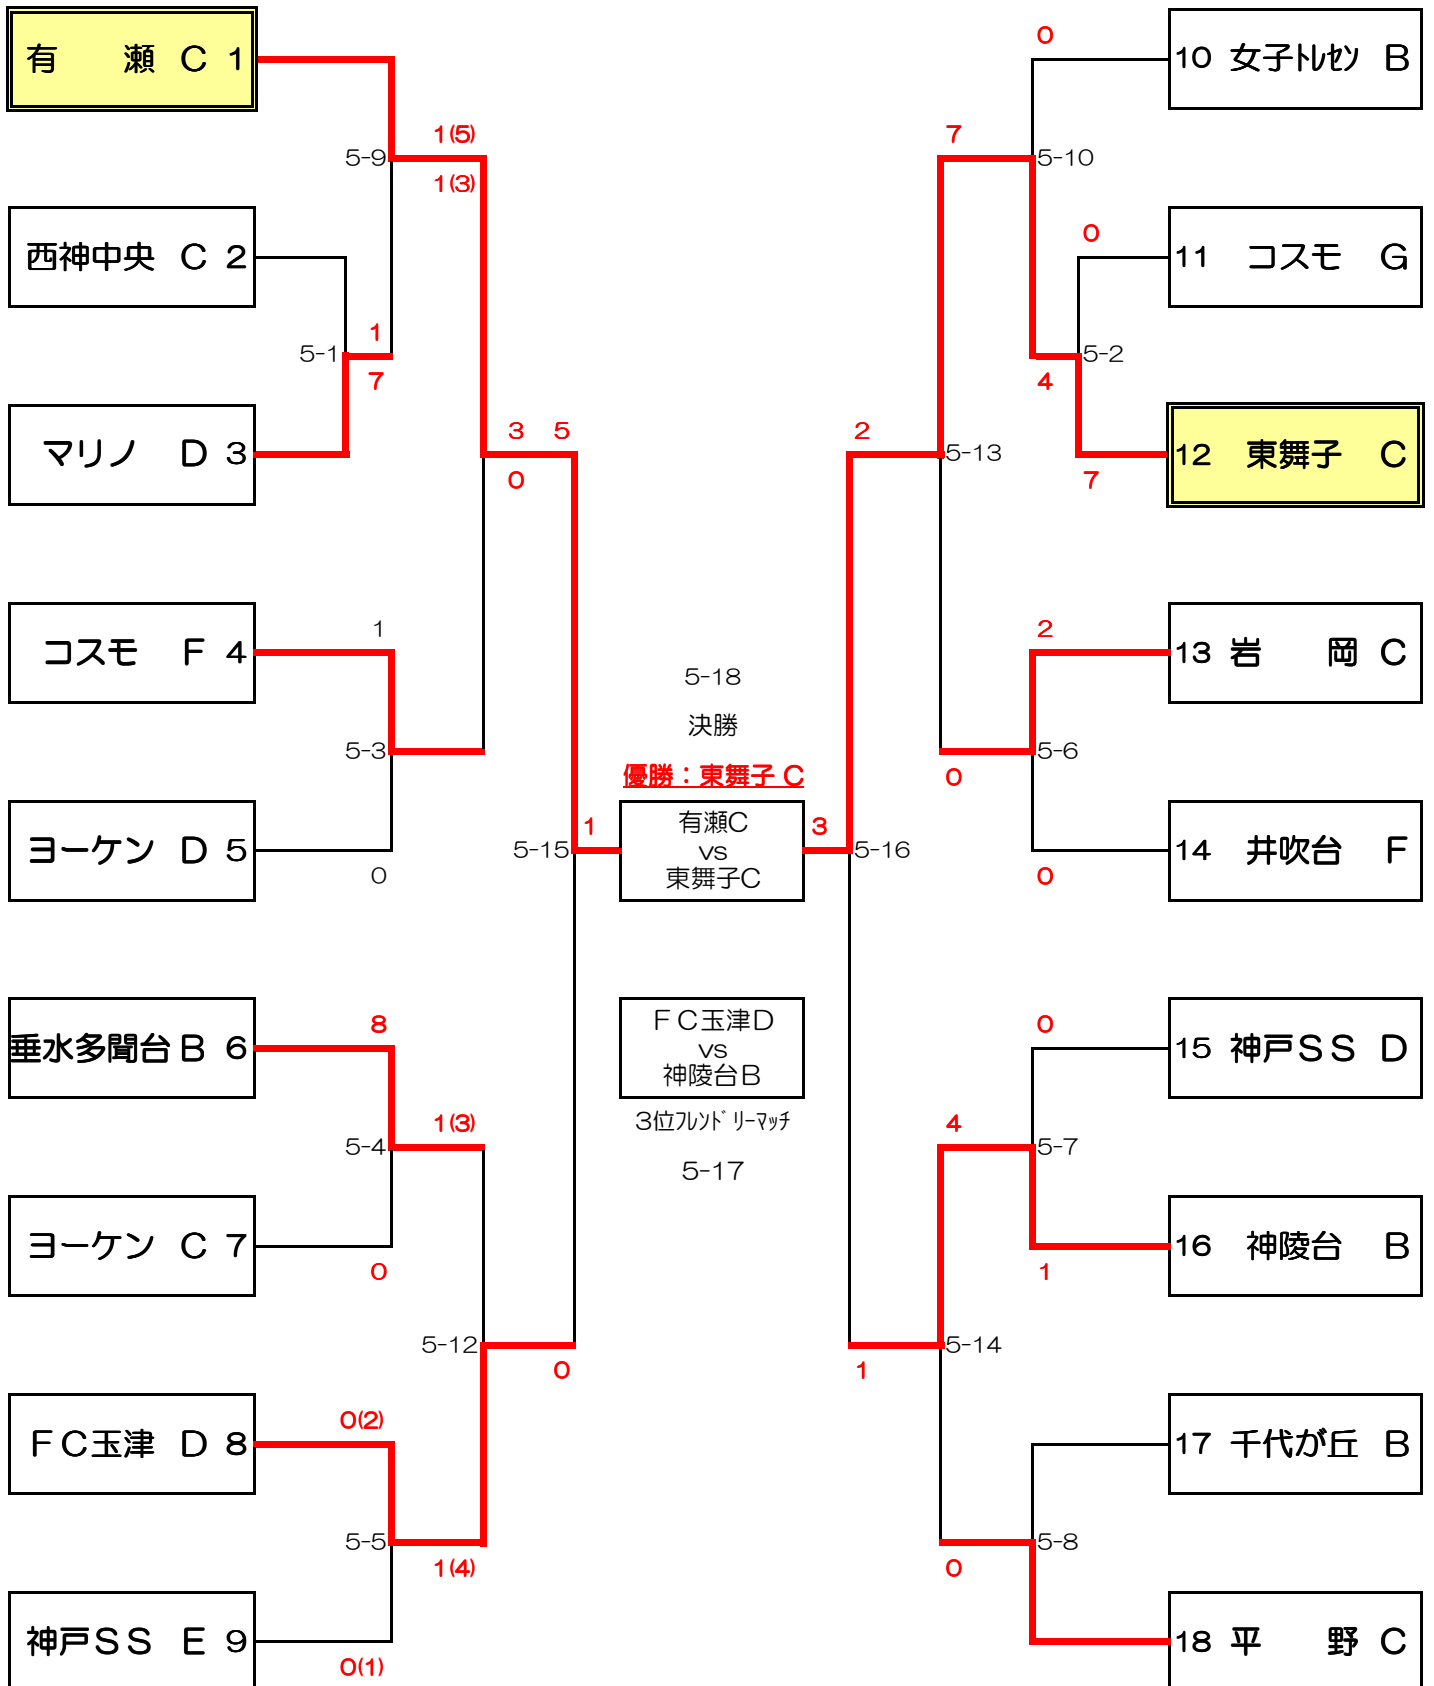 有　瀬 C 1
西神中央 C 2
マリノ D 3
コスモ F 4
ヨーケン D 5
垂水多聞台 B 6
ヨーケン C 7
FC玉津 D 8
神戸SS E 9
5-9
1(5)
1(3)
5-1
1
7
3
0
5
1
5-3
0
8
5-4
0
1(3)
5-12
1(4)
0(2)
5-5
0(1)
5-15
0
1
5-18
決勝
優勝：東舞子 C
有瀬C
vs
東舞子C
FC玉津D
vs
神陵台B
3位フレンドリーマッチ
5-17
3
2
5-16
1
7
5-13
0
4
5-14
0
0
5-10
4
0
5-2
7
2
5-6
0
0
5-7
1
5-8
10 女子トレセン B
11 コスモ G
12 東舞子 C
13 岩　岡 C
14 井吹台 F
15 神戸SS D
16 神陵台 B
17 千代が丘 B
18 平　野 C